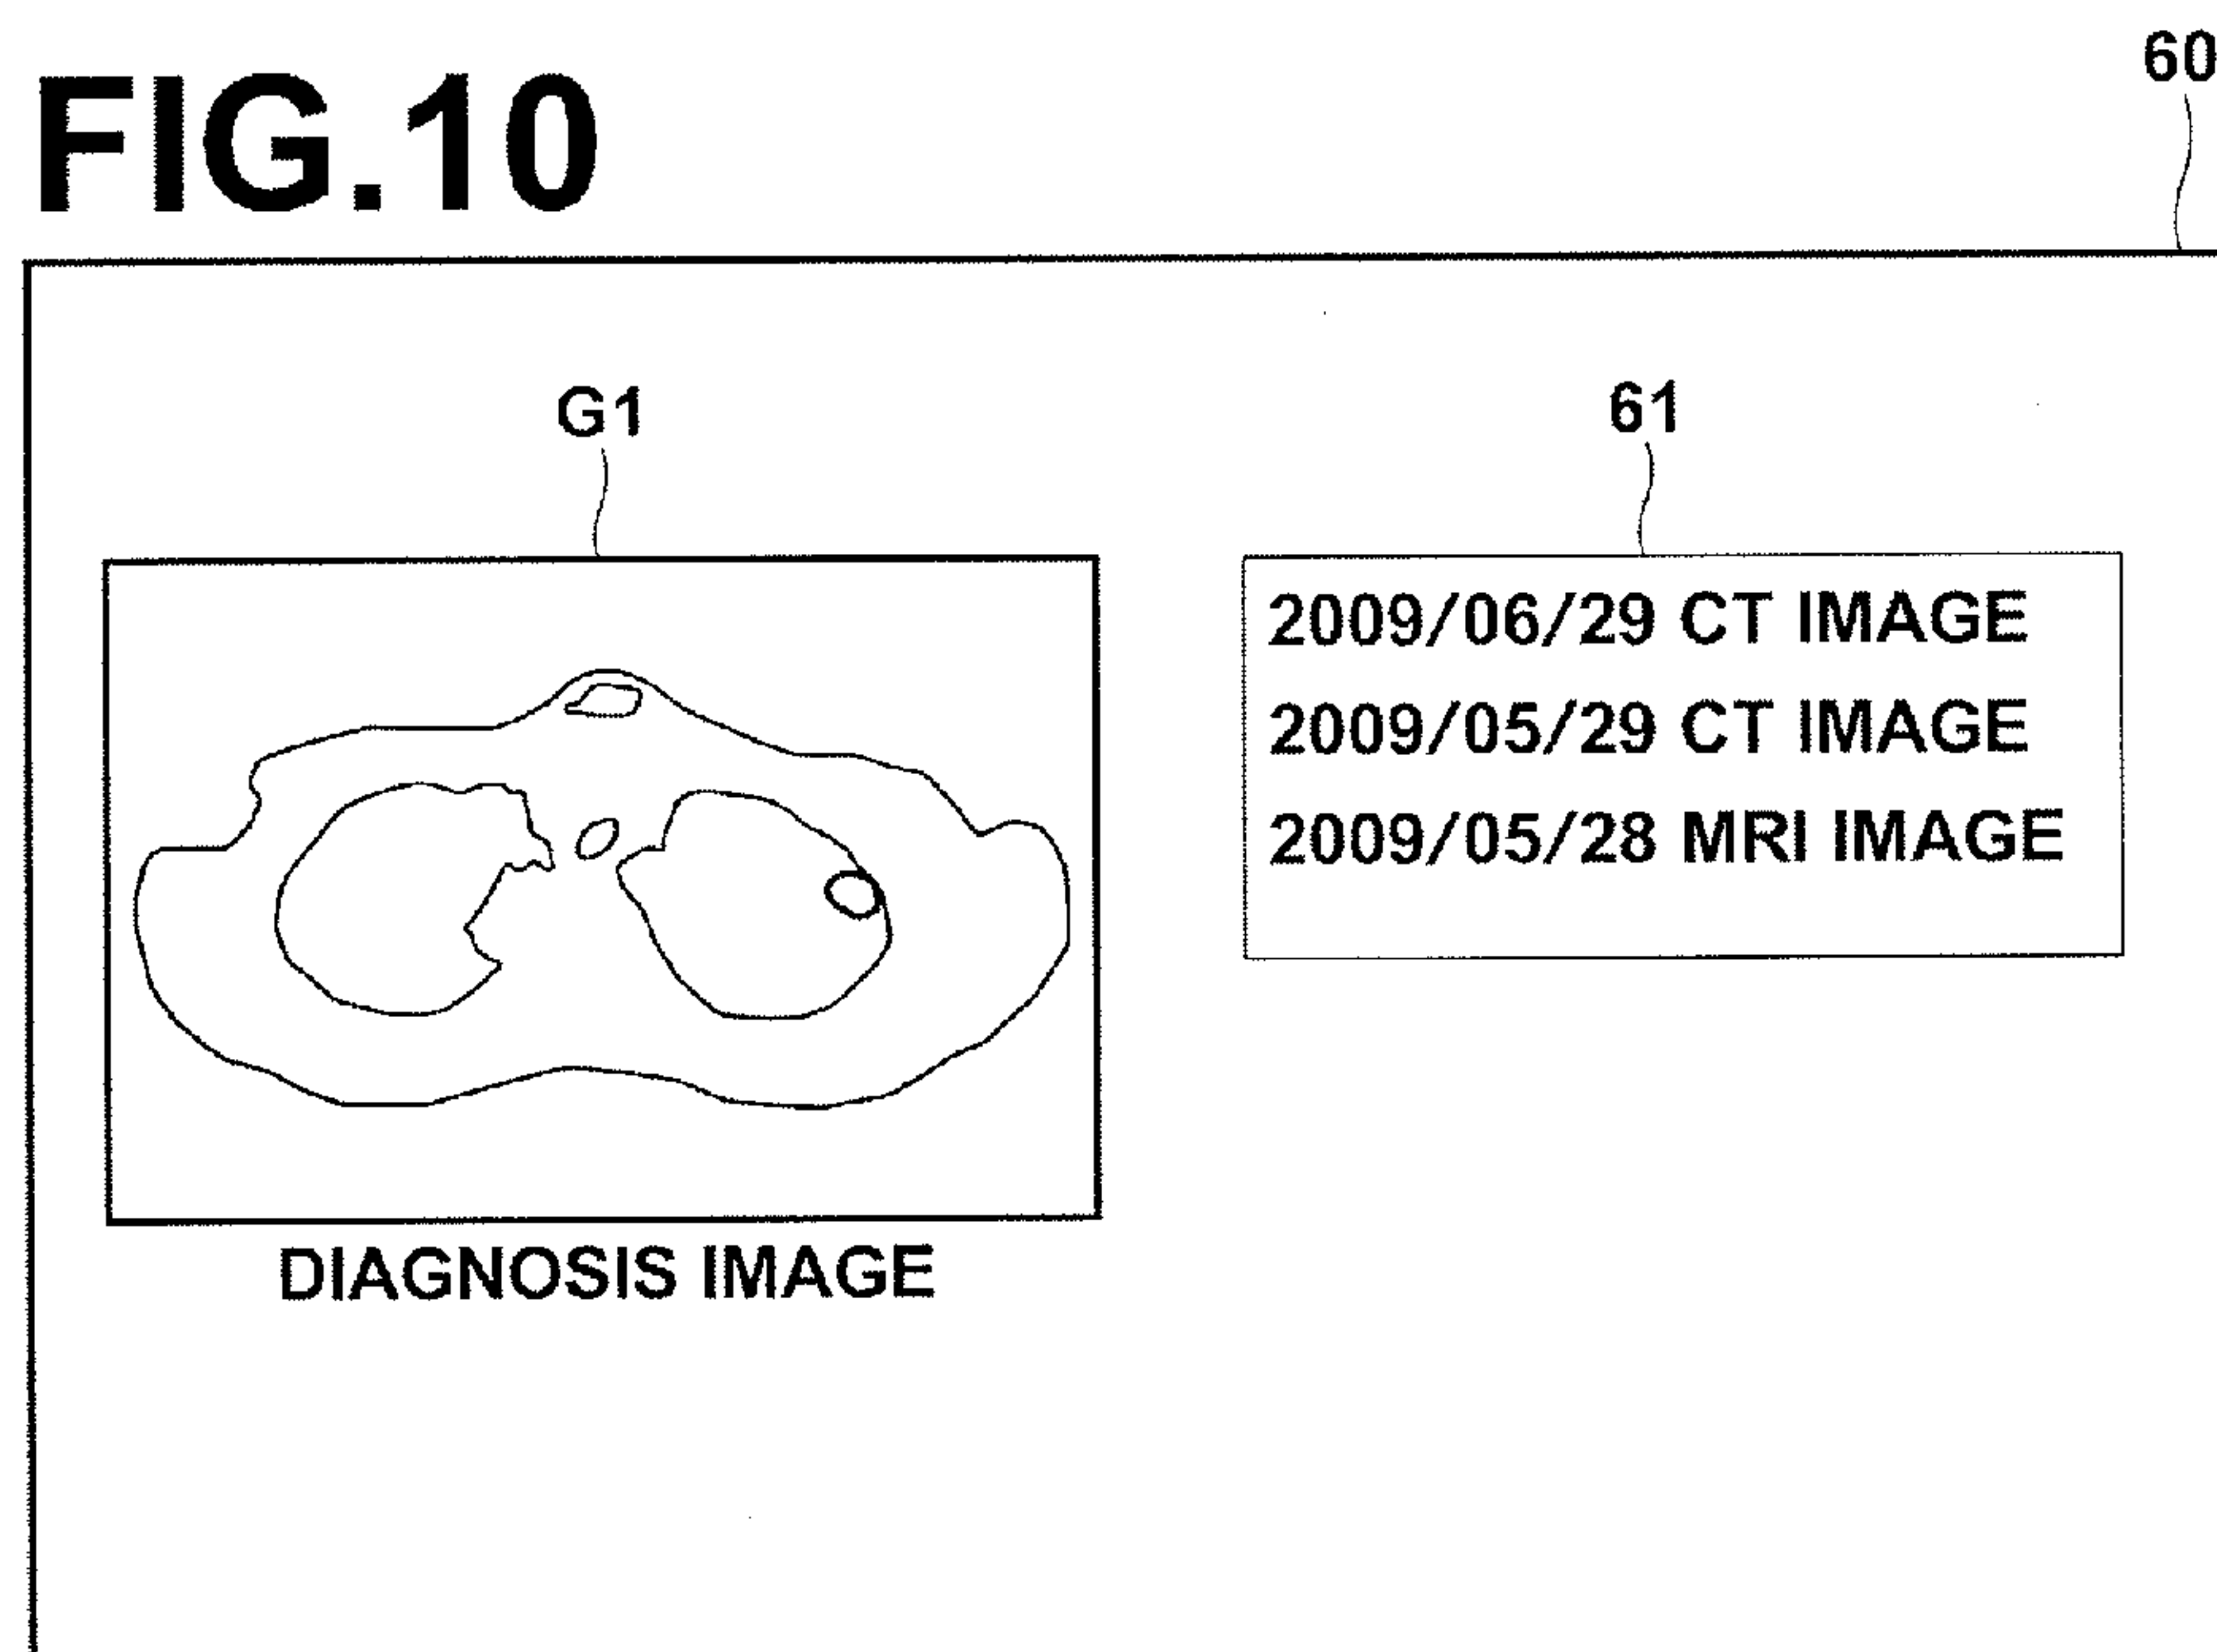 FIG.10
60
G1
61
2009/06/29 CT IMAGE
2009/05/29 CT IMAGE
2009/05/28 MRI IMAGE
DIAGNOSIS IMAGE